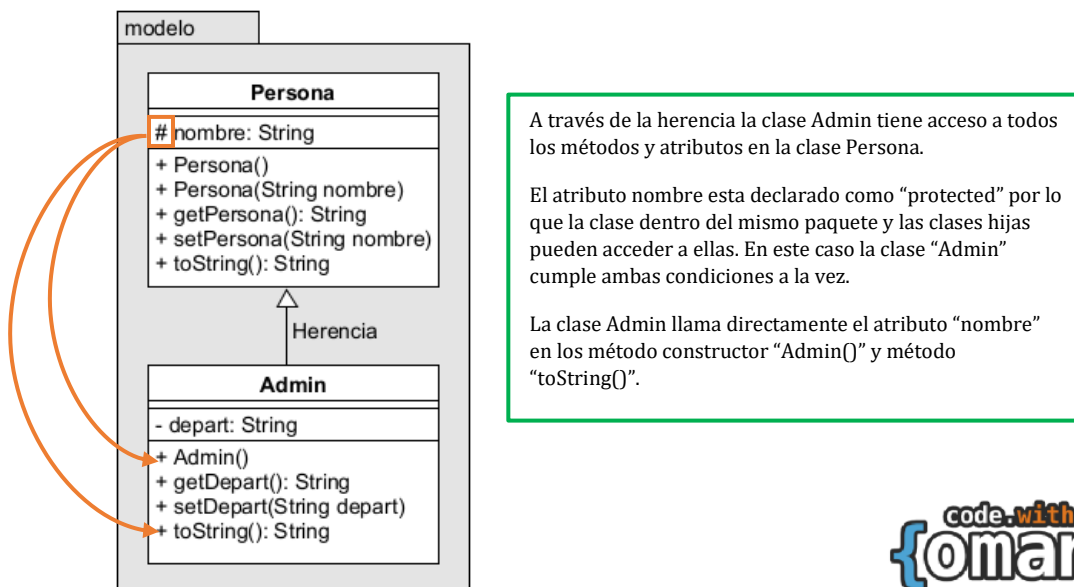 modelo
Persona
# nombre: String
+ Persona()
+ Persona(String nombre)
+ getPersona(): String
+ setPersona(String nombre)
+ toString(): String
Herencia
Admin
- depart: String
+ Admin()
+ getDepart(): String
+ setDepart(String depart)
+ toString(): String
A través de la herencia la clase Admin tiene acceso a todos
los métodos y atributos en la clase Persona.
El atributo nombre esta declarado como “protected” por lo
que la clase dentro del mismo paquete y las clases hijas
pueden acceder a ellas. En este caso la clase “Admin”
cumple ambas condiciones a la vez.
La clase Admin llama directamente el atributo “nombre”
en los método constructor “Admin()” y método
“toString()”.
code.with
{omar